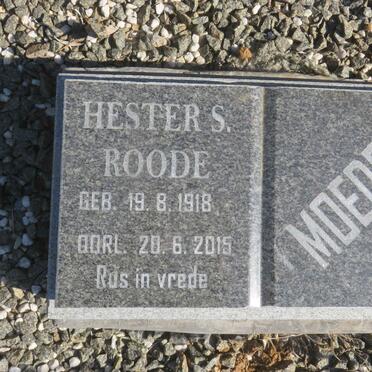 HESTER S.
ROODE
GEB. 19. 8. 1918
OORL. 20. 6. 2015
Rus in vrede